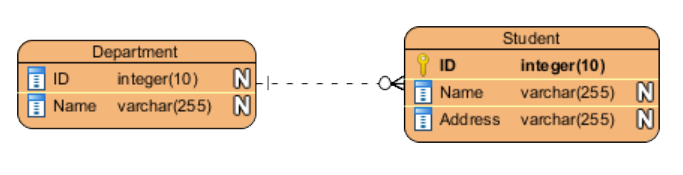 Department
ID integer(10) N
Name varchar(255) N
Student
ID integer(10)
Name varchar(255) N
Address varchar(255) N